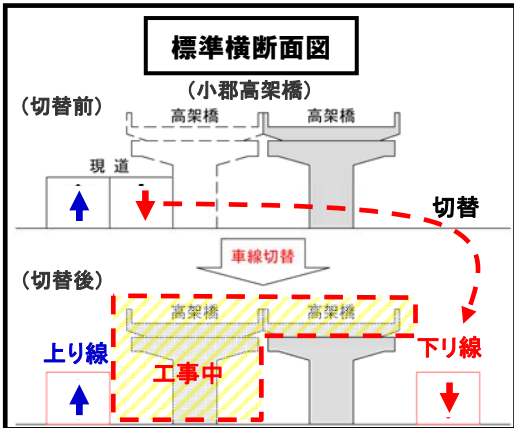 標準横断面図
（小郡高架橋）
（切替前）
高架橋
高架橋
現道
切替
車線切替
（切替後）
高架橋
高架橋
上り線
下り線
工事中